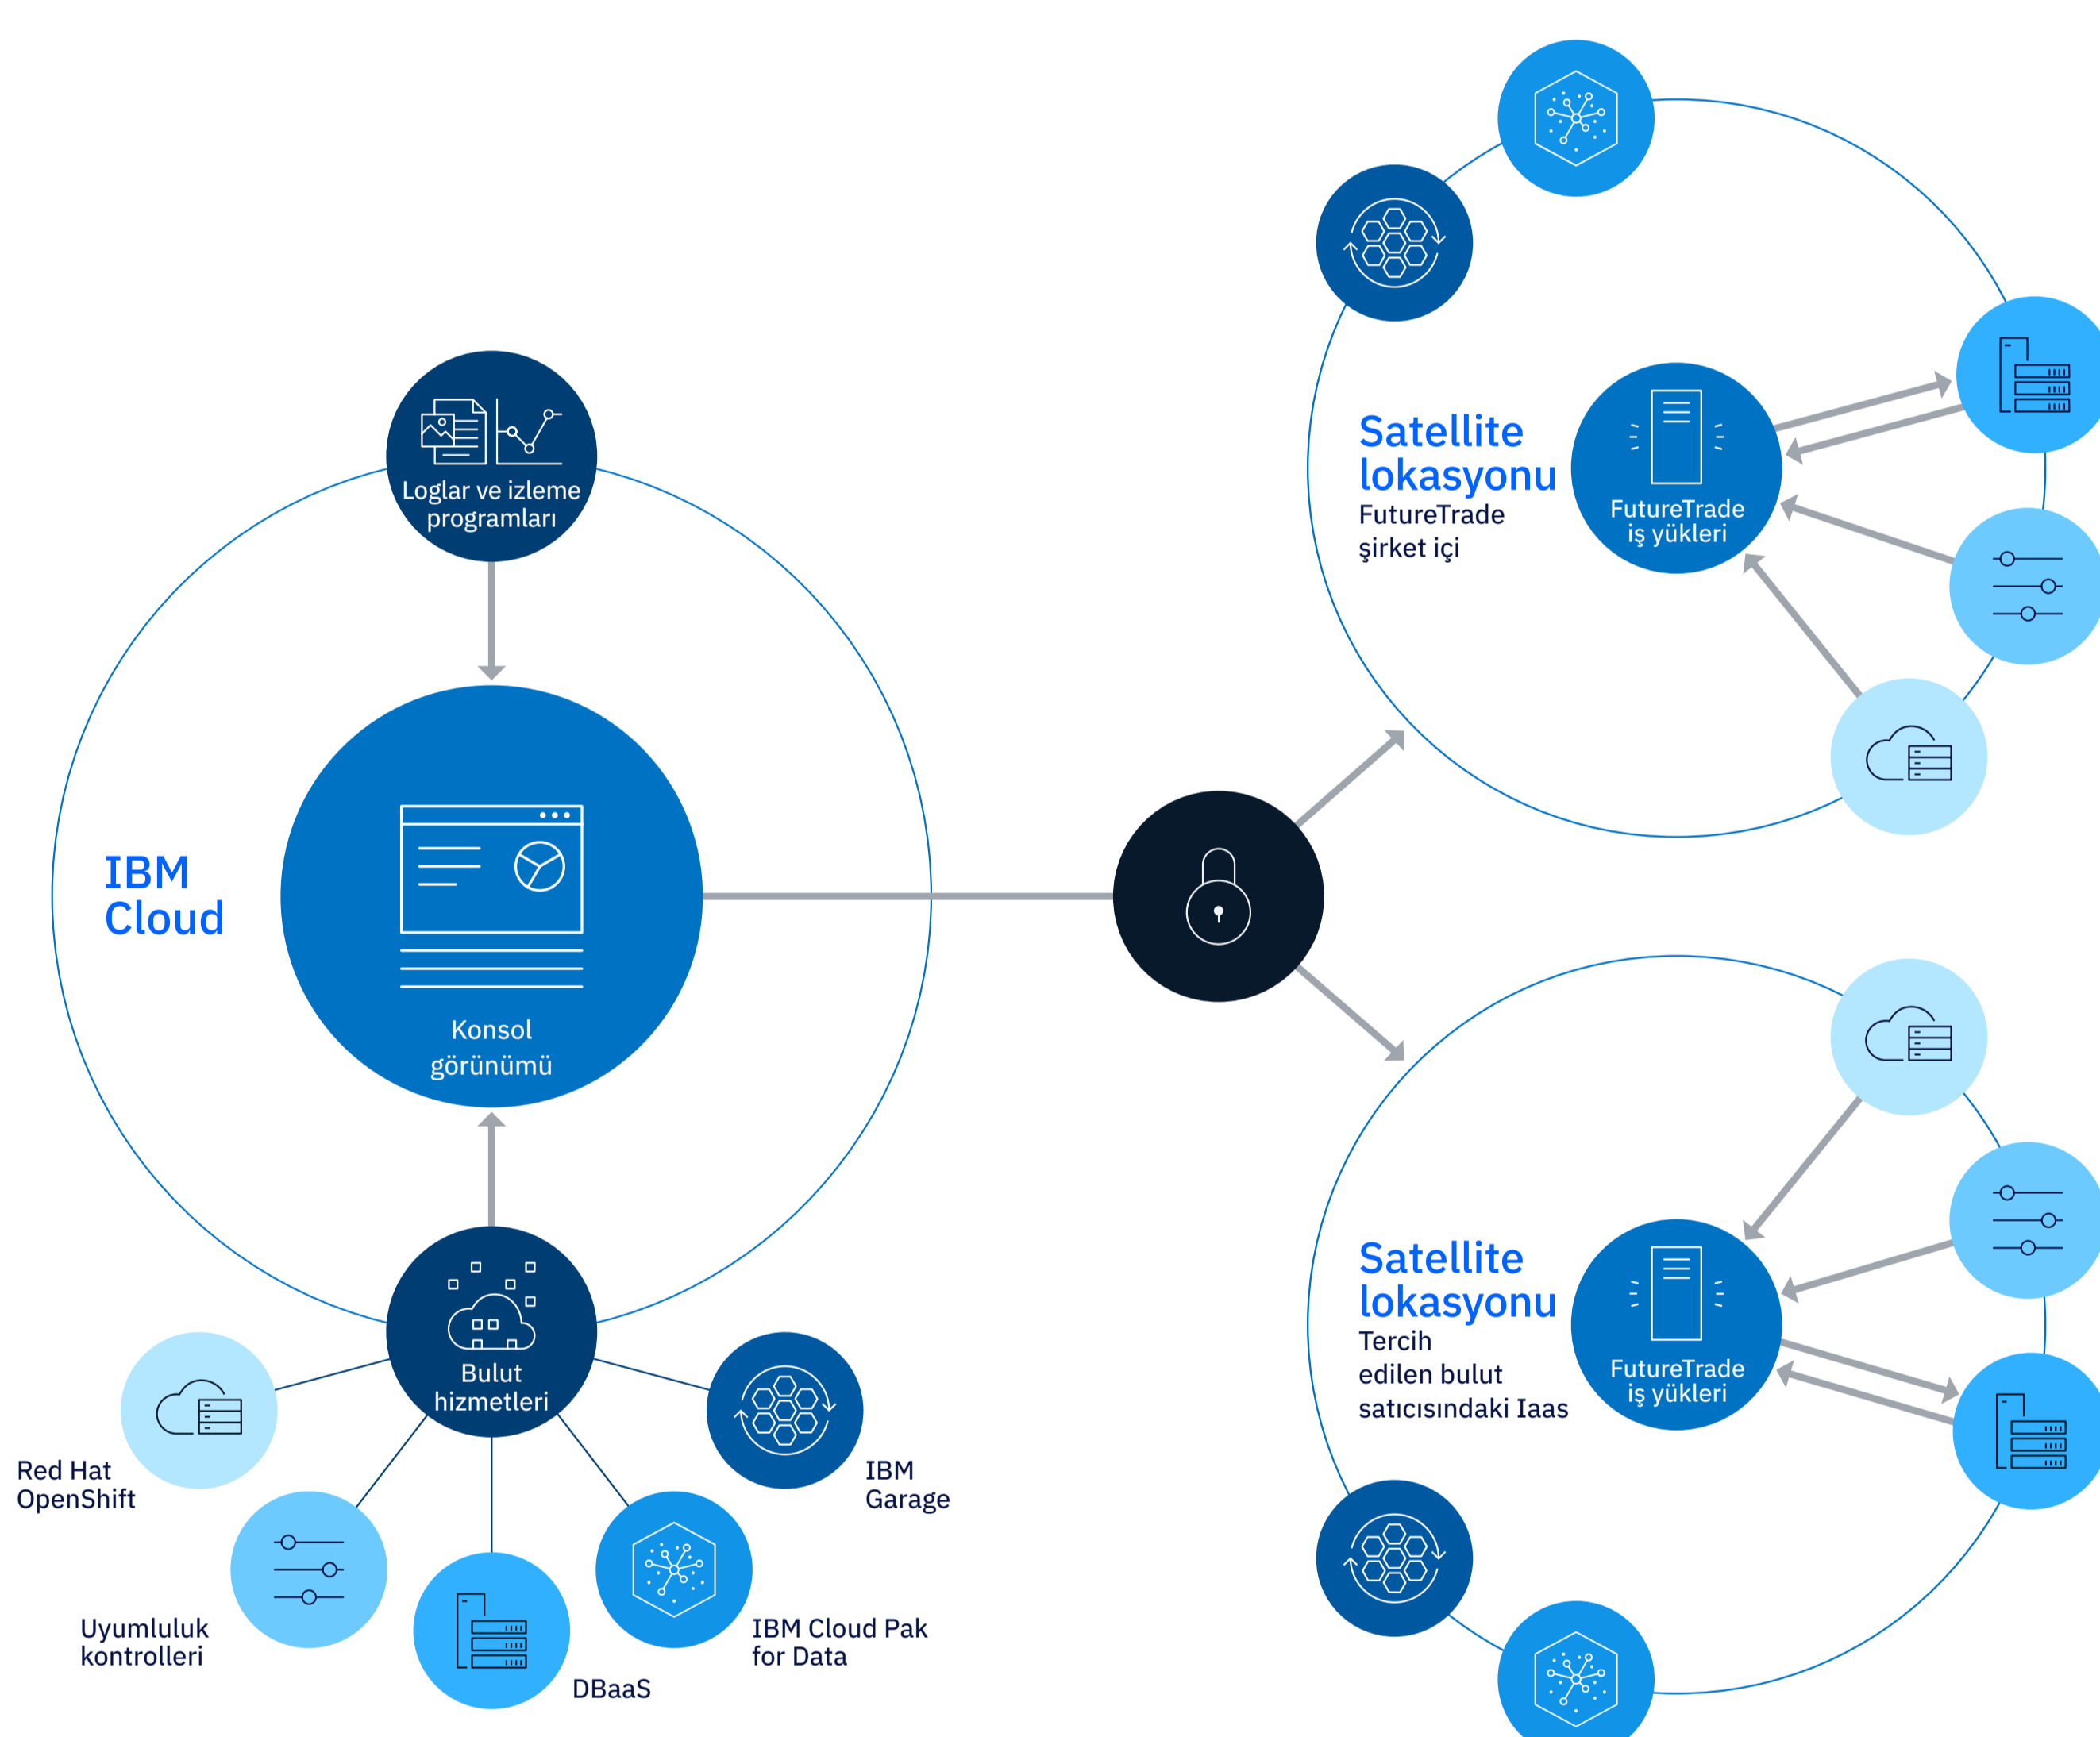 Loglar ve izleme
programları
IBM
Cloud
Konsol
görünümü
Bulut
hizmetleri
Red Hat
OpenShift
Uyumluluk
kontrolleri
DBaaS
IBM Cloud Pak
for Data
IBM
Garage
Satellite
lokasyonu
FutureTrade
şirket içi
FutureTrade
iş yükleri
Satellite
lokasyonu
Tercih
edilen bulut
satıcısındaki Iaas
FutureTrade
iş yükleri